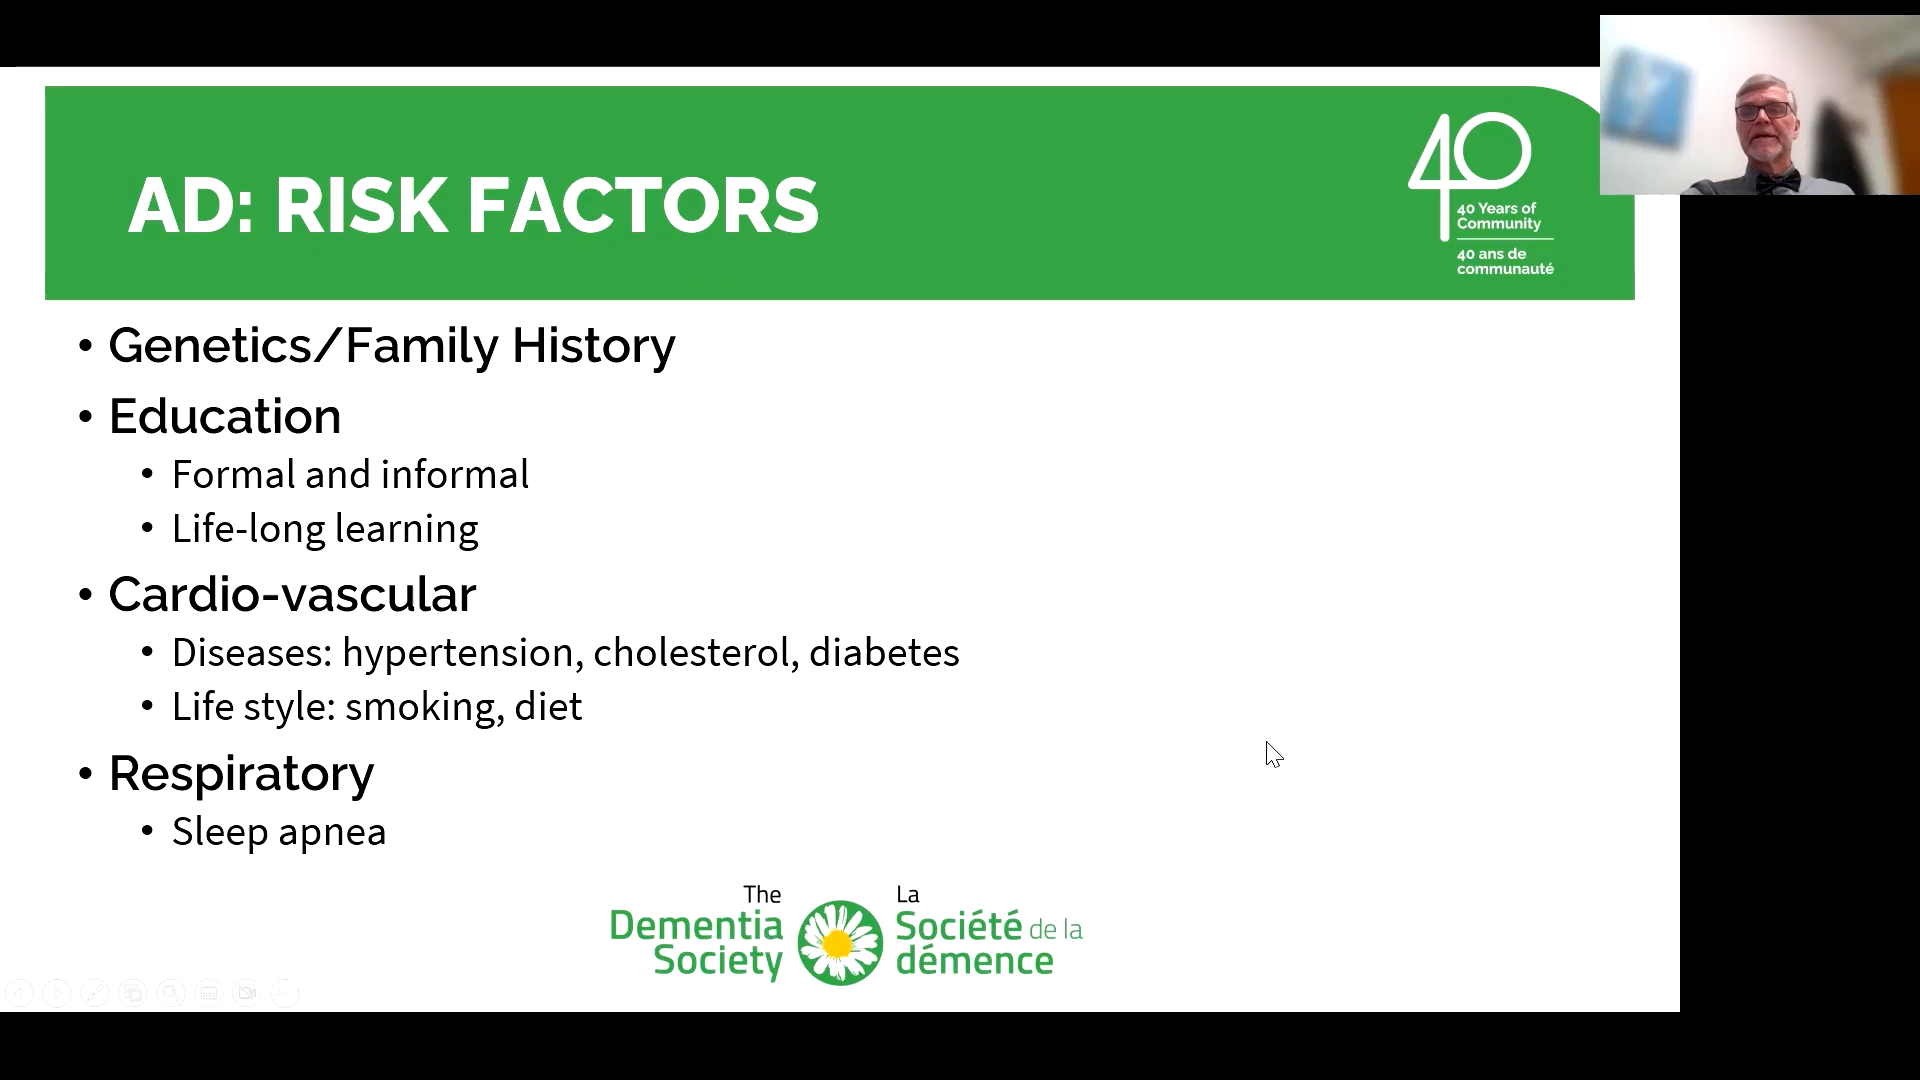 AD: RISK FACTORS
40
40 Years of
Community
40 ans de
communauté
• Genetics/Family History
• Education
• Formal and informal
• Life-long learning
• Cardio-vascular
• Diseases: hypertension, cholesterol, diabetes
• Life style: smoking, diet
• Respiratory
• Sleep apnea
The
Dementia
Society
La
Société de la
démence